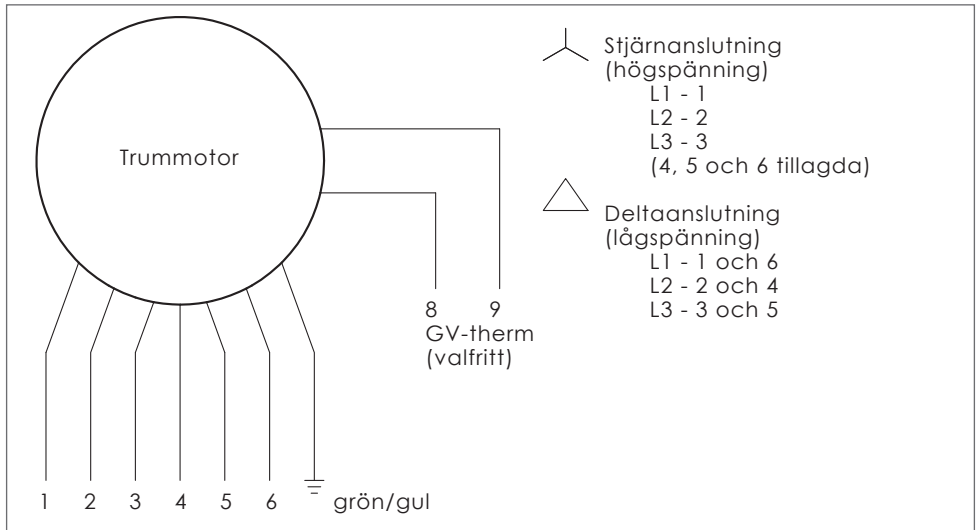 Trummotor
1 2 3 4 5 6 grön/gul
8 9
GV-therm
(valfritt)
Stjärnanslutning
(högspänning)
L1 - 1
L2 - 2
L3 - 3
(4, 5 och 6 tillagda)
Deltaanslutning
(lågspänning)
L1 - 1 och 6
L2 - 2 och 4
L3 - 3 och 5